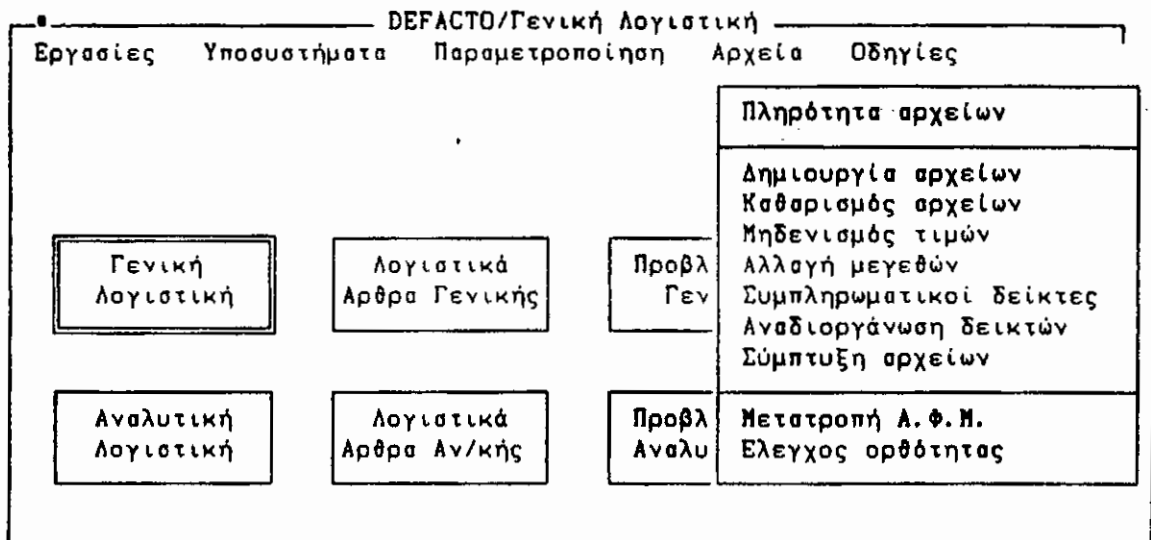 DEFACTO/Γενική Λογιστική
Εργασίες Υποσυστήματα Παραμετροποίηση Αρχεία Οδηγίες
Πληρότητα αρχείων
Δημιουργία αρχείων
Καθαρισμός αρχείων
Μηδενισμός τιμών
Αλλαγή μεγεθών
Συμπληρωματικοί δείκτες
Αναδιοργάνωση δεικτών
Σύμπτυξη αρχείων
Μετατροπή Α.Φ.Μ.
Ελεγχος ορθότητας
Γενική
Λογιστική
Λογιστικά
Αρθρα Γενικής
Προβλ
Γεν
Αναλυτική
Λογιστική
Λογιστικά
Αρθρα Αν/κής
Προβλ
Αναλυ